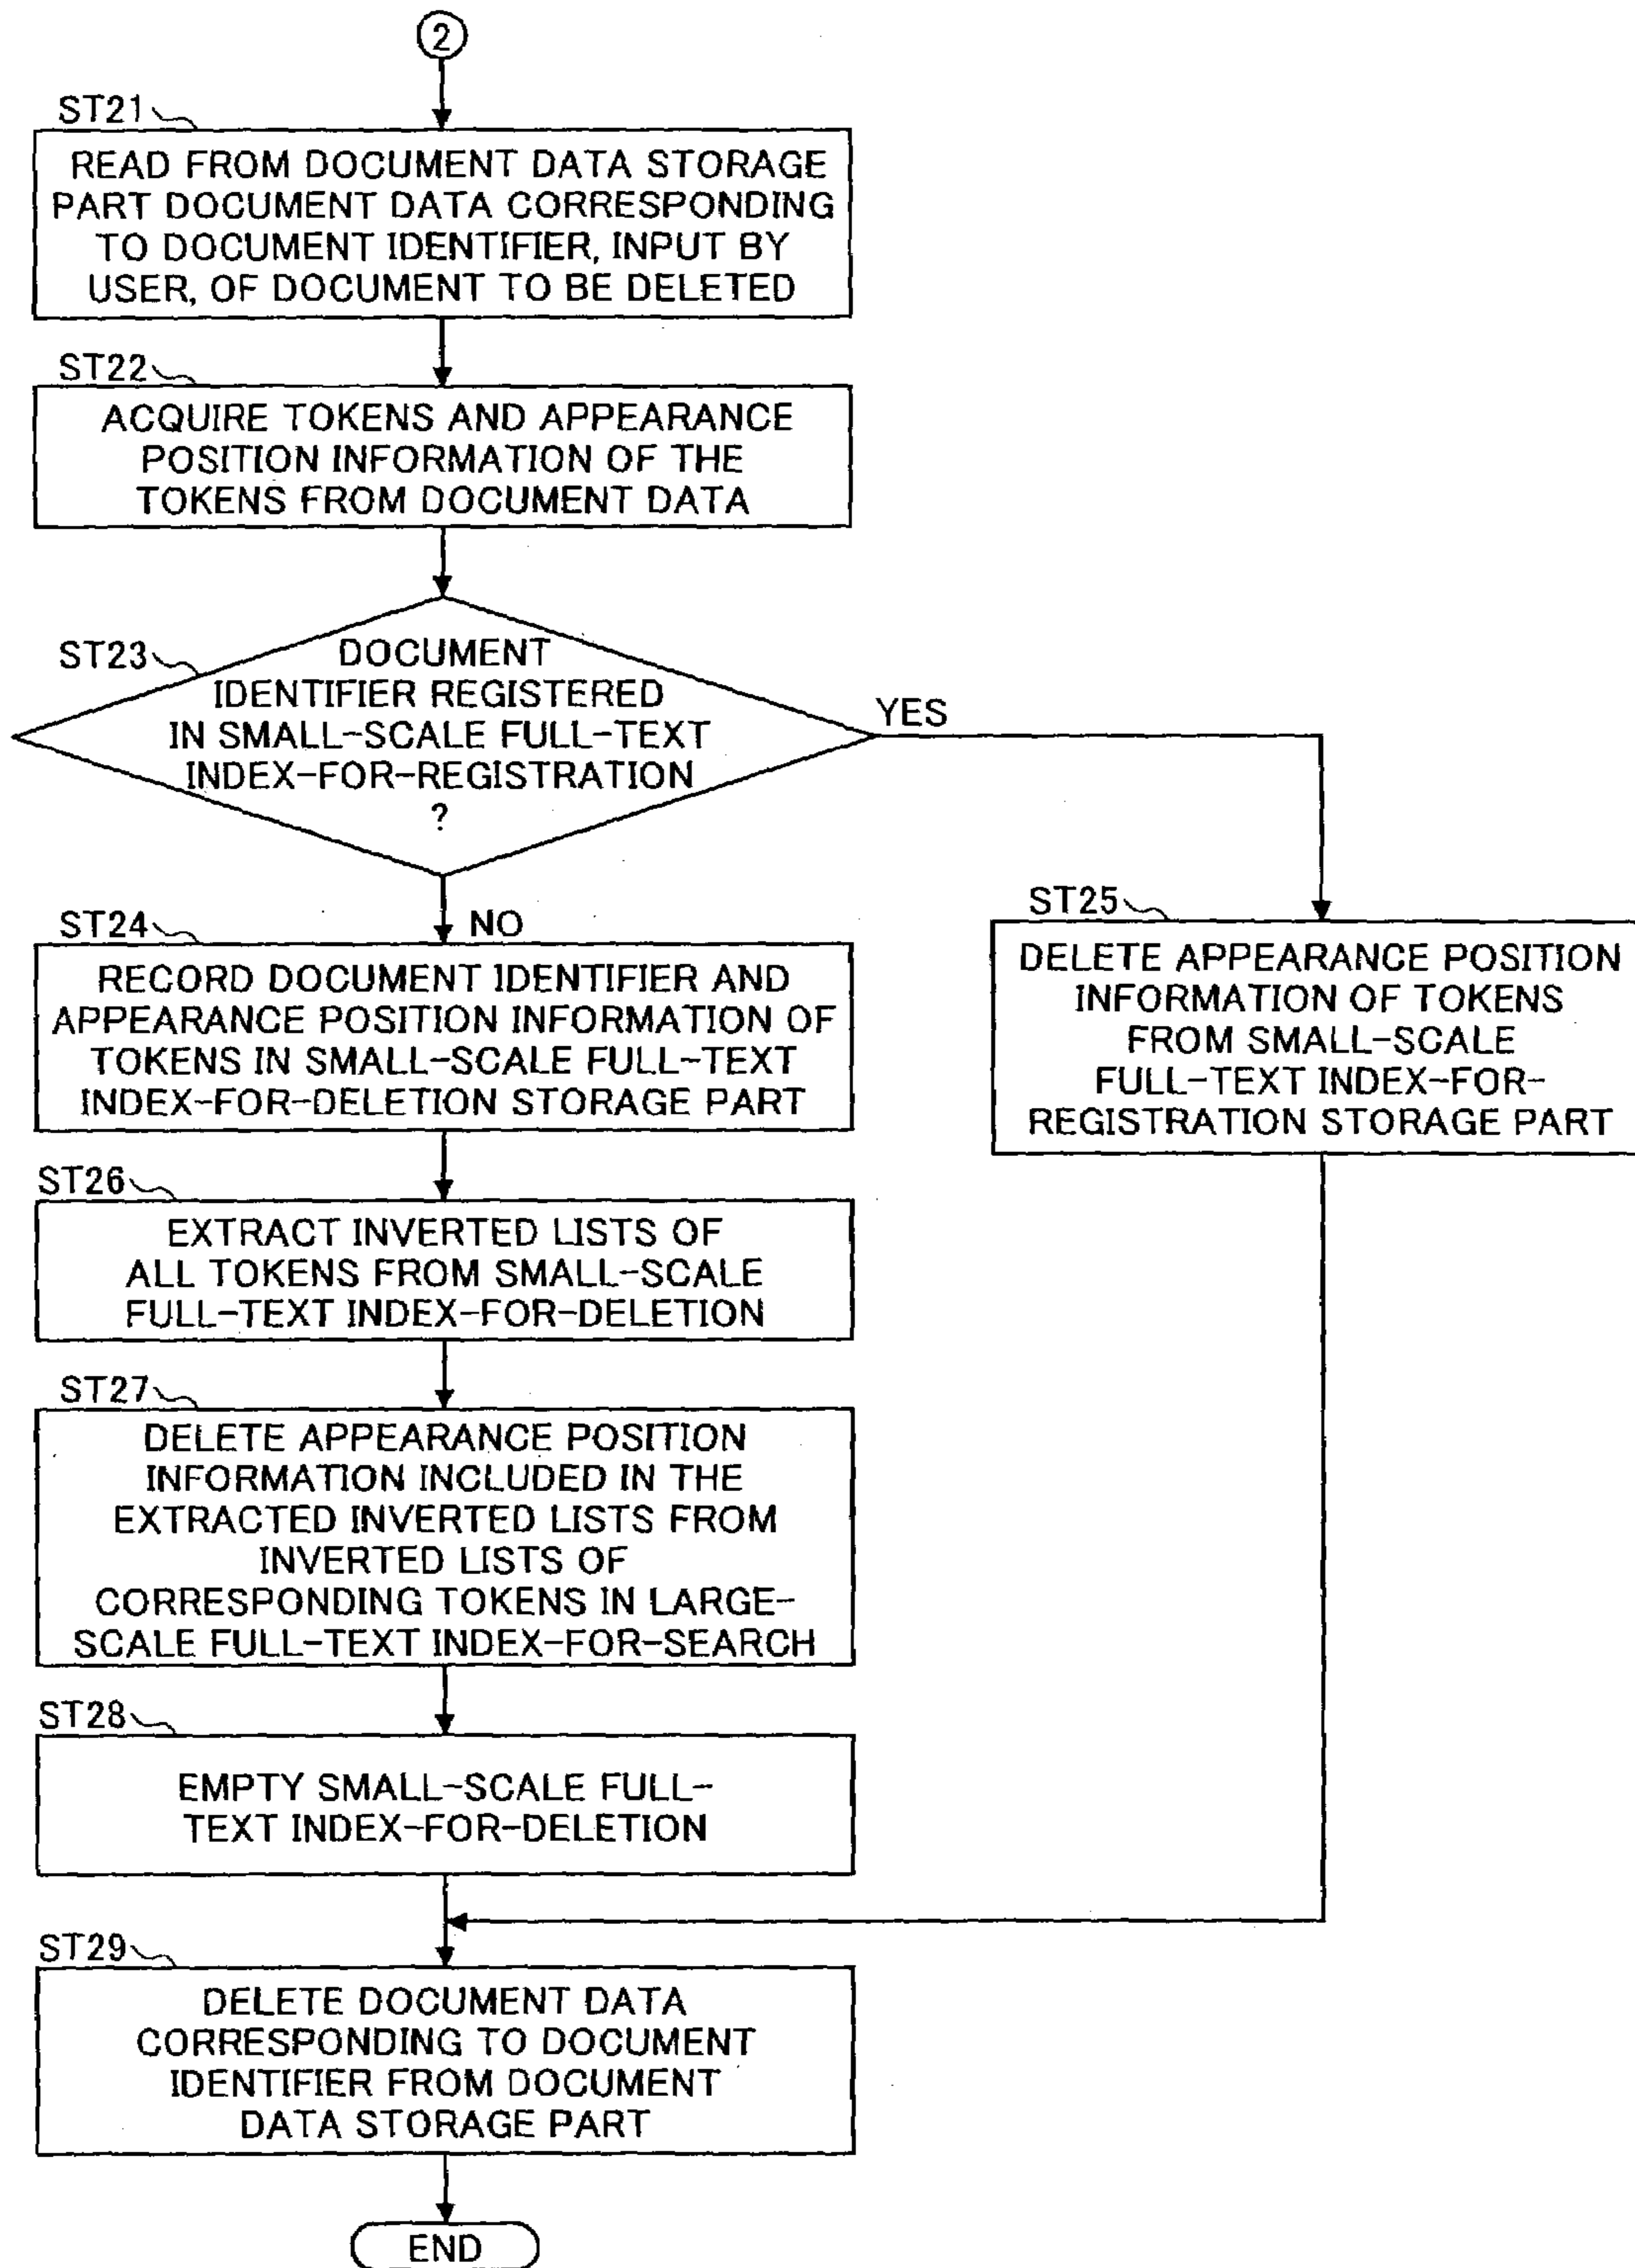 2
ST21
READ FROM DOCUMENT DATA STORAGE
PART DOCUMENT DATA CORRESPONDING
TO DOCUMENT IDENTIFIER, INPUT BY
USER, OF DOCUMENT TO BE DELETED
ST22
ACQUIRE TOKENS AND APPEARANCE
POSITION INFORMATION OF THE
TOKENS FROM DOCUMENT DATA
ST23
DOCUMENT
IDENTIFIER REGISTERED
IN SMALL-SCALE FULL-TEXT
INDEX-FOR-REGISTRATION
?
YES
NO
ST24
RECORD DOCUMENT IDENTIFIER AND
APPEARANCE POSITION INFORMATION OF
TOKENS IN SMALL-SCALE FULL-TEXT
INDEX-FOR-DELETION STORAGE PART
ST25
DELETE APPEARANCE POSITION
INFORMATION OF TOKENS
FROM SMALL-SCALE
FULL-TEXT INDEX-FOR-
REGISTRATION STORAGE PART
ST26
EXTRACT INVERTED LISTS OF
ALL TOKENS FROM SMALL-SCALE
FULL-TEXT INDEX-FOR-DELETION
ST27
DELETE APPEARANCE POSITION
INFORMATION INCLUDED IN THE
EXTRACTED INVERTED LISTS FROM
INVERTED LISTS OF
CORRESPONDING TOKENS IN LARGE-
SCALE FULL-TEXT INDEX-FOR-SEARCH
ST28
EMPTY SMALL-SCALE FULL-
TEXT INDEX-FOR-DELETION
ST29
DELETE DOCUMENT DATA
CORRESPONDING TO DOCUMENT
IDENTIFIER FROM DOCUMENT
DATA STORAGE PART
END